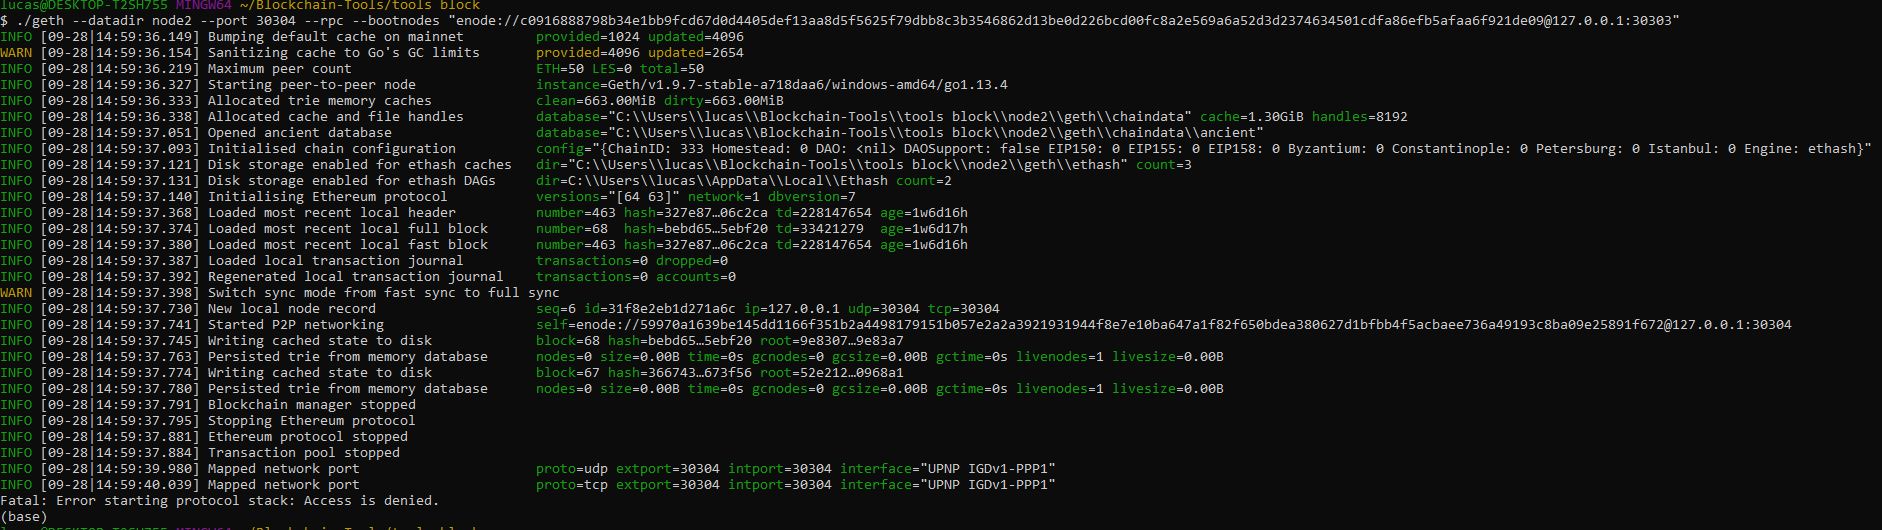 lucas@DESKTOP-T2SH755 MINGW64 ~/Blockchain-Tools/tools block
$ ./geth --datadir node2 --port 30304 --rpc --bootnodes "enode://c0916888798b34e1bb9fcd67d0d4405def13aa8d5f5625f79dbb8c3b3546862d13be0d226bcd00fc8a2e569a6a52d3d2374634501cdfa86efb5afaa6f921de09@127.0.0.1:30303"
INFO [09-28|14:59:36.149] Bumping default cache on mainnet provided=1024 updated=4096
WARN [09-28|14:59:36.154] Sanitizing cache to Go's GC limits provided=4096 updated=2654
INFO [09-28|14:59:36.219] Maximum peer count ETH=50 LES=0 total=50
INFO [09-28|14:59:36.327] Starting peer-to-peer node instance=Geth/v1.9.7-stable-a718daa6/windows-amd64/go1.13.4
INFO [09-28|14:59:36.333] Allocated trie memory caches clean=663.00MiB dirty=663.00MiB
INFO [09-28|14:59:36.338] Allocated cache and file handles database="C:\\Users\\lucas\\Blockchain-Tools\\tools block\\node2\\geth\\chaindata" cache=1.30GiB handles=8192
INFO [09-28|14:59:37.051] Opened ancient database database="C:\\Users\\lucas\\Blockchain-Tools\\tools block\\node2\\geth\\chaindata\\ancient"
INFO [09-28|14:59:37.093] Initialised chain configuration config="{ChainID: 333 Homestead: 0 DAO: <nil> DAOSupport: false EIP150: 0 EIP155: 0 EIP158: 0 Byzantium: 0 Constantinople: 0 Petersburg: 0 Istanbul: 0 Engine: ethash}"
INFO [09-28|14:59:37.121] Disk storage enabled for ethash caches dir="C:\\Users\\lucas\\Blockchain-Tools\\tools block\\node2\\geth\\ethash" count=3
INFO [09-28|14:59:37.131] Disk storage enabled for ethash DAGs dir=C:\\Users\\lucas\\AppData\\Local\\Ethash count=2
INFO [09-28|14:59:37.140] Initialising Ethereum protocol versions="[64 63]" network=1 dbversion=7
INFO [09-28|14:59:37.368] Loaded most recent local header number=463 hash=327e87…06c2ca td=228147654 age=1w6d16h
INFO [09-28|14:59:37.374] Loaded most recent local full block number=68 hash=bebd65…5ebf20 td=33421279 age=1w6d17h
INFO [09-28|14:59:37.380] Loaded most recent local fast block number=463 hash=327e87…06c2ca td=228147654 age=1w6d16h
INFO [09-28|14:59:37.387] Loaded local transaction journal transactions=0 dropped=0
INFO [09-28|14:59:37.392] Regenerated local transaction journal transactions=0 accounts=0
WARN [09-28|14:59:37.398] Switch sync mode from fast sync to full sync
INFO [09-28|14:59:37.730] New local node record seq=6 id=31f8e2eb1d271a6c ip=127.0.0.1 udp=30304 tcp=30304
INFO [09-28|14:59:37.741] Started P2P networking self=enode://59970a1639be145dd1166f351b2a4498179151b057e2a2a3921931944f8e7e10ba647a1f82f650bdea380627d1bfbb4f5acbaee736a49193c8ba09e25891f672@127.0.0.1:30304
INFO [09-28|14:59:37.745] Writing cached state to disk block=68 hash=bebd65…5ebf20 root=9e8307…9e83a7
INFO [09-28|14:59:37.763] Persisted trie from memory database nodes=0 size=0.00B time=0s gcnodes=0 gcsize=0.00B gctime=0s livenodes=1 livesize=0.00B
INFO [09-28|14:59:37.774] Writing cached state to disk block=67 hash=366743…673f56 root=52e212…0968a1
INFO [09-28|14:59:37.780] Persisted trie from memory database nodes=0 size=0.00B time=0s gcnodes=0 gcsize=0.00B gctime=0s livenodes=1 livesize=0.00B
INFO [09-28|14:59:37.791] Blockchain manager stopped
INFO [09-28|14:59:37.795] Stopping Ethereum protocol
INFO [09-28|14:59:37.881] Ethereum protocol stopped
INFO [09-28|14:59:37.884] Transaction pool stopped
INFO [09-28|14:59:39.980] Mapped network port proto=udp extport=30304 intport=30304 interface="UPNP IGDv1-PPP1"
INFO [09-28|14:59:40.039] Mapped network port proto=tcp extport=30304 intport=30304 interface="UPNP IGDv1-PPP1"
Fatal: Error starting protocol stack: Access is denied.
(base)
lucas@DESKTOP-T2SH755 MINGW64 ~/Blockchain-Tools/tools block